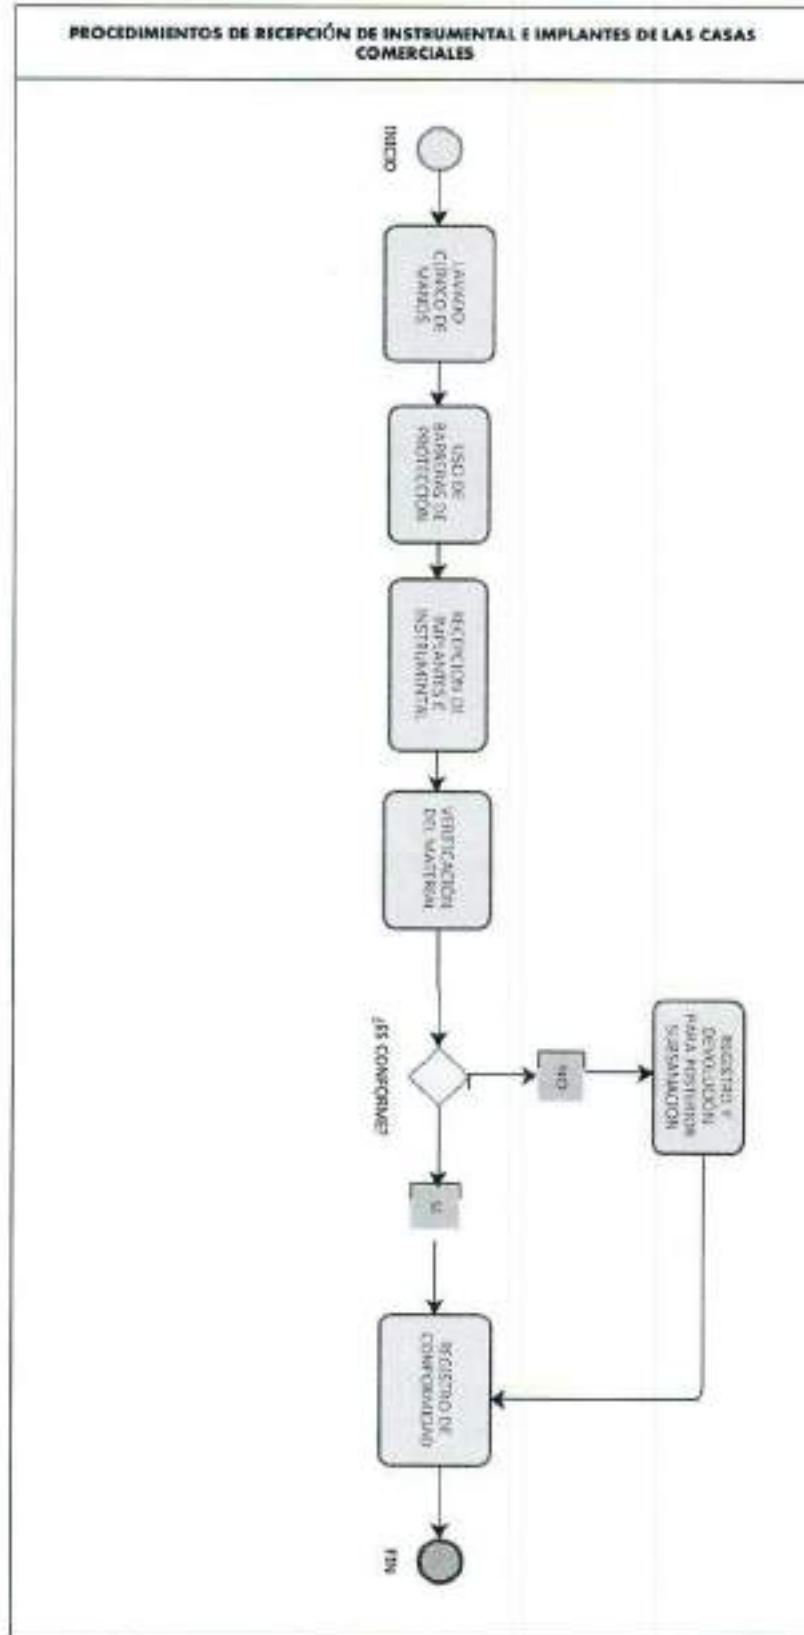 PROCEDIMIENTOS DE RECEPCIÓN DE INSTRUMENTAL E IMPLANTES DE LAS CASAS
COMERCIALES
INICIO
LAVADO
CLINICO DE
MANOS
USO DE
BARRERAS DE
PROTECCIÓN
RECEPCIÓN DE
IMPLANTES E
INSTRUMENTAL
VERIFICACIÓN
DEL MATERIAL
¿ES CONFORME?
NO
REGISTRO Y
DEVOLUCIÓN
PARA POSTERIOR
SUBSANACION
SI
REGISTRO DE
CONFORMIDAD
FIN